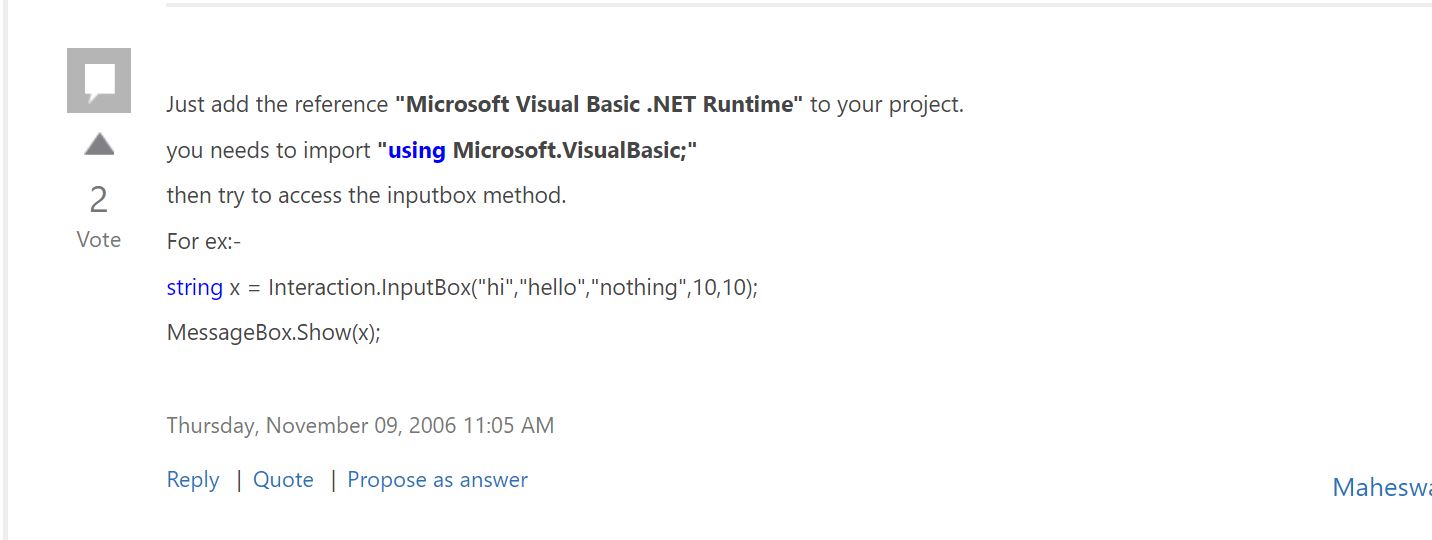 Just add the reference "Microsoft Visual Basic .NET Runtime" to your project.
you needs to import "using Microsoft.VisualBasic;"
then try to access the inputbox method.
2
Vote
For ex:-
string x = Interaction.InputBox("hi","hello","nothing",10,10);
MessageBox.Show(x);
Thursday, November 09, 2006 11:05 AM
Reply | Quote | Propose as answer